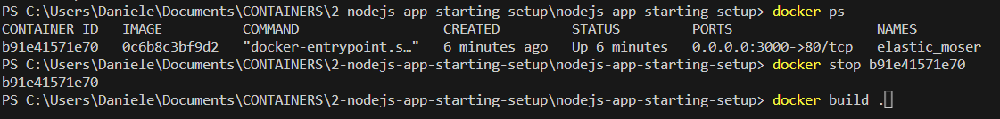 PS C:\Users\Daniele\Documents\CONTAINERS\2-nodejs-app-starting-setup\nodejs-app-starting-setup> docker ps
CONTAINER ID   IMAGE          COMMAND                  CREATED         STATUS         PORTS                  NAMES
b91e41571e70   0c6b8c3bf9d2   "docker-entrypoint.s…"   6 minutes ago   Up 6 minutes   0.0.0.0:3000->80/tcp   elastic_moser
PS C:\Users\Daniele\Documents\CONTAINERS\2-nodejs-app-starting-setup\nodejs-app-starting-setup> docker stop b91e41571e70
b91e41571e70
PS C:\Users\Daniele\Documents\CONTAINERS\2-nodejs-app-starting-setup\nodejs-app-starting-setup> docker build .